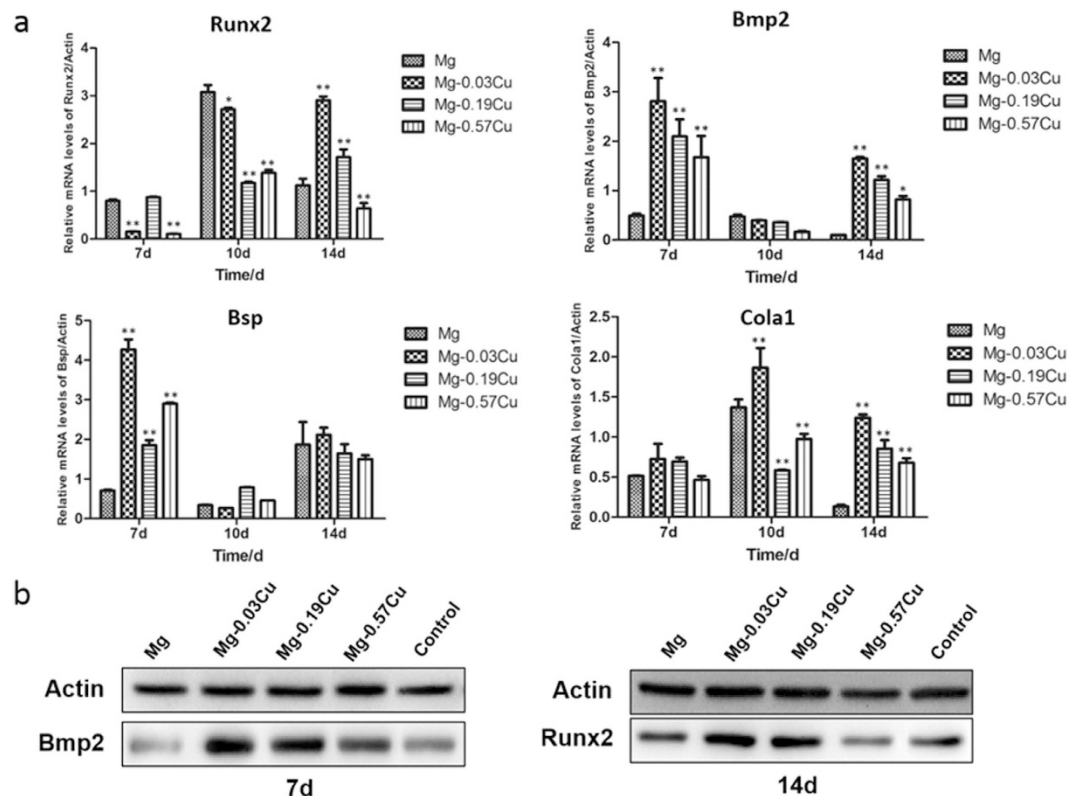 a
Runx2
Relative mRNA levels of Runx2/Actin
4
3
2
1
0
**
**
*
**
**
**
**
**
7d
10d
14d
Time/d
Mg
Mg-0.03Cu
Mg-0.19Cu
Mg-0.57Cu
Bmp2
Relative mRNA levels of Bmp2/Actin
4
3
2
1
0
**
**
**
**
**
*
7d
10d
14d
Time/d
Mg
Mg-0.03Cu
Mg-0.19Cu
Mg-0.57Cu
Bsp
Relative mRNA levels of Bsp/Actin
5
4
3
2
1
0
**
**
**
7d
10d
14d
Time/d
Mg
Mg-0.03Cu
Mg-0.19Cu
Mg-0.57Cu
Cola1
Relative mRNA levels of Cola1/Actin
2.5
2.0
1.5
1.0
0.5
0.0
**
**
**
**
**
**
7d
10d
14d
Time/d
Mg
Mg-0.03Cu
Mg-0.19Cu
Mg-0.57Cu
b
Mg
Mg-0.03Cu
Mg-0.19Cu
Mg-0.57Cu
Control
Actin
Bmp2
7d
Mg
Mg-0.03Cu
Mg-0.19Cu
Mg-0.57Cu
Control
Actin
Runx2
14d